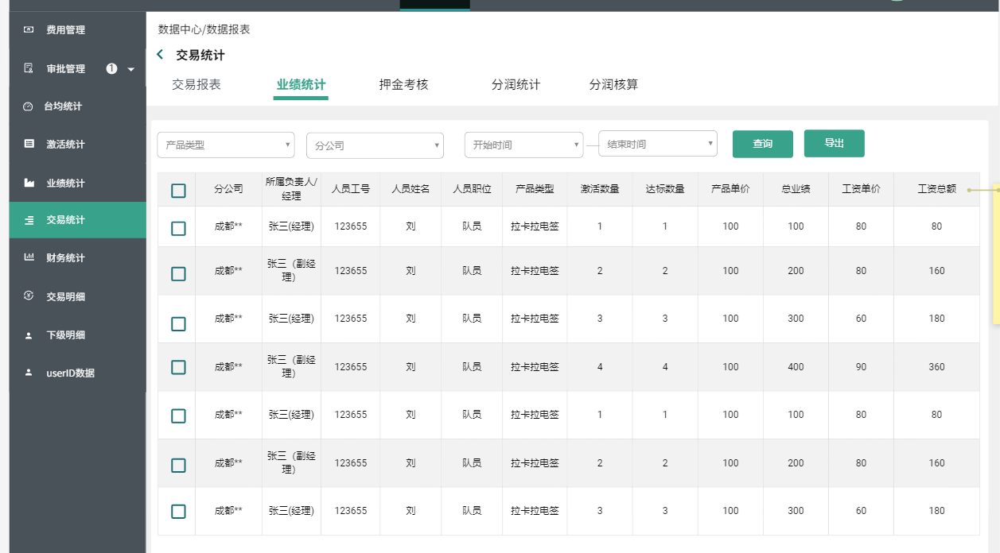 费用管理
审批管理 1
台均统计
激活统计
业绩统计
交易统计
财务统计
交易明细
下级明细
userID数据
数据中心/数据报表
交易统计
交易报表 业绩统计 押金考核 分润统计 分润核算
产品类型 分公司 开始时间 结束时间 查询 导出
分公司 所属负责人/经理 人员工号 人员姓名 人员职位 产品类型 激活数量 达标数量 产品单价 总业绩 工资单价 工资总额
成都** 张三(经理) 123655 刘 队员 拉卡拉电签 1 1 100 100 80 80
成都** 张三（副经理） 123655 刘 队员 拉卡拉电签 2 2 100 200 80 160
成都** 张三(经理) 123655 刘 队员 拉卡拉电签 3 3 100 300 60 180
成都** 张三（副经理） 123655 刘 队员 拉卡拉电签 4 4 100 400 90 360
成都** 张三(经理) 123655 刘 队员 拉卡拉电签 1 1 100 100 80 80
成都** 张三（副经理） 123655 刘 队员 拉卡拉电签 2 2 100 200 80 160
成都** 张三(经理) 123655 刘 队员 拉卡拉电签 3 3 100 300 60 180